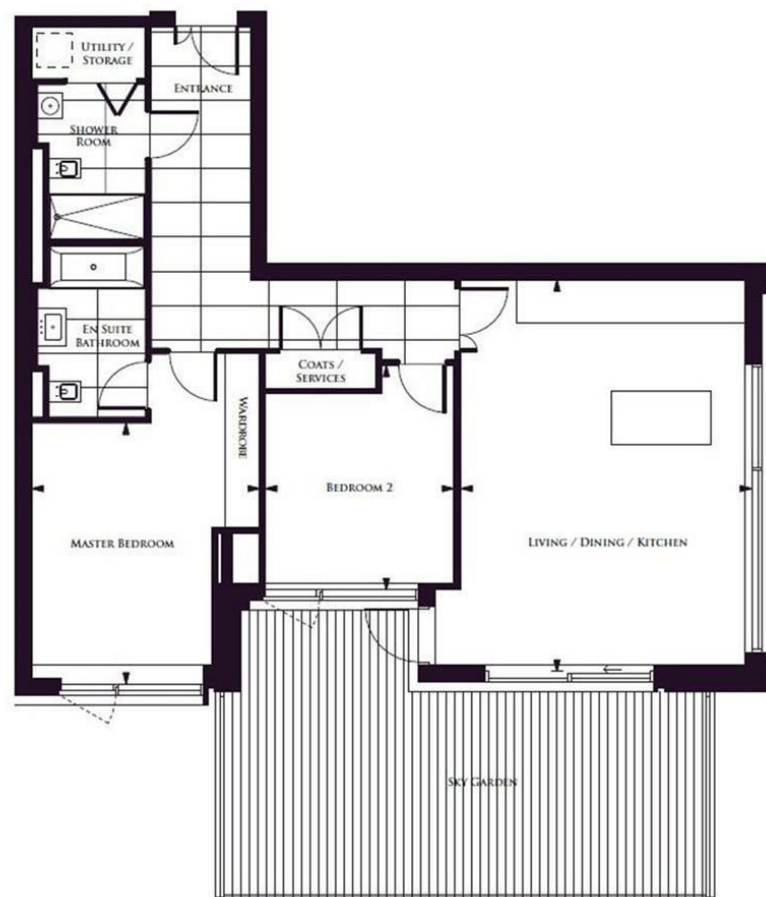 UTILITY /
STORAGE
ENTRANCE
SHOWER
ROOM
EN SUITE
BATHROOM
COATS /
SERVICES
WARDROBE
BEDROOM 2
MASTER BEDROOM
LIVING / DINING / KITCHEN
SKY GARDEN